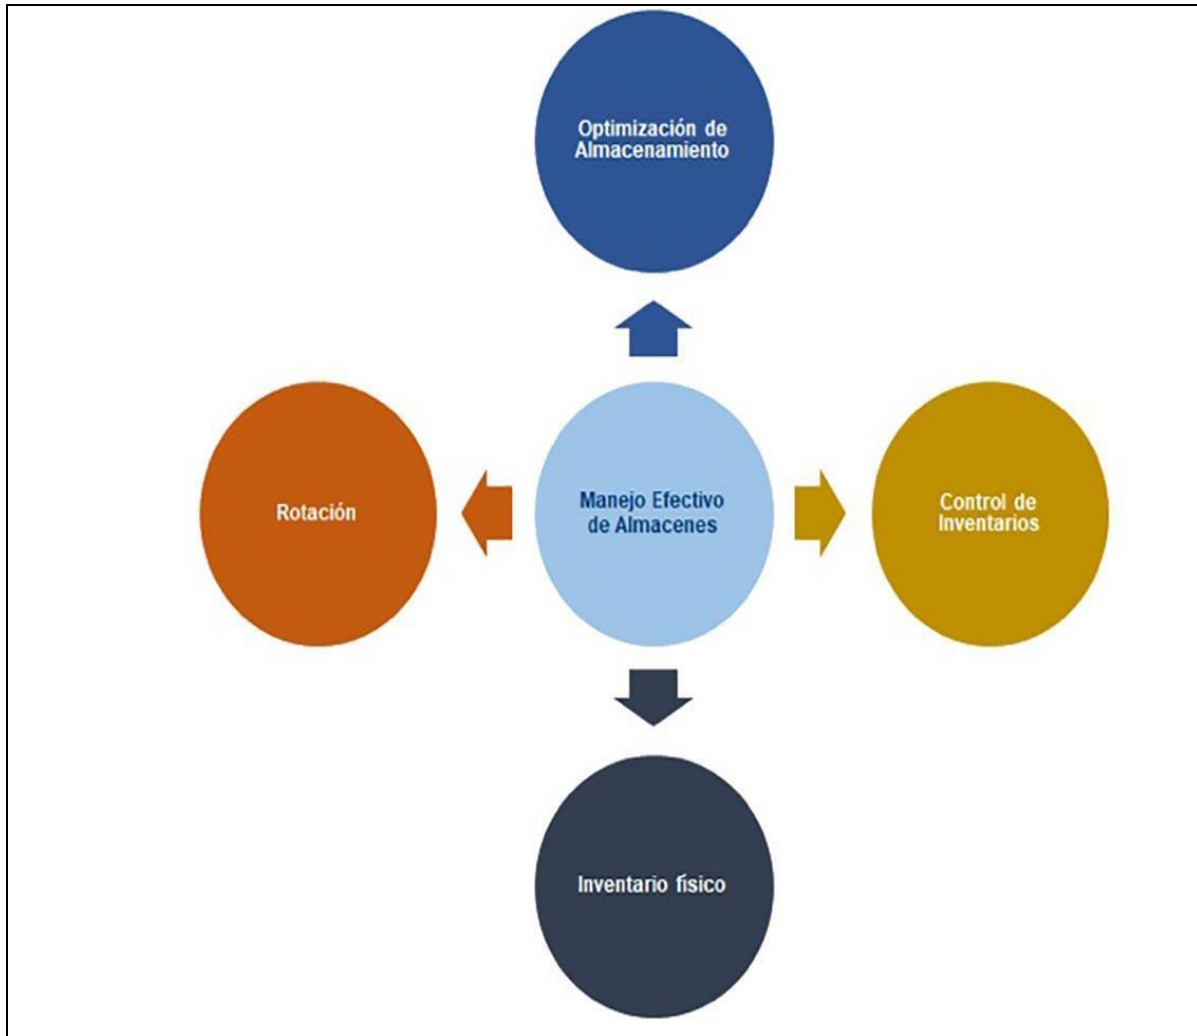 Optimización de
Almacenamiento
Rotación
Manejo Efectivo
de Almacenes
Control de
Inventarios
Inventario físico